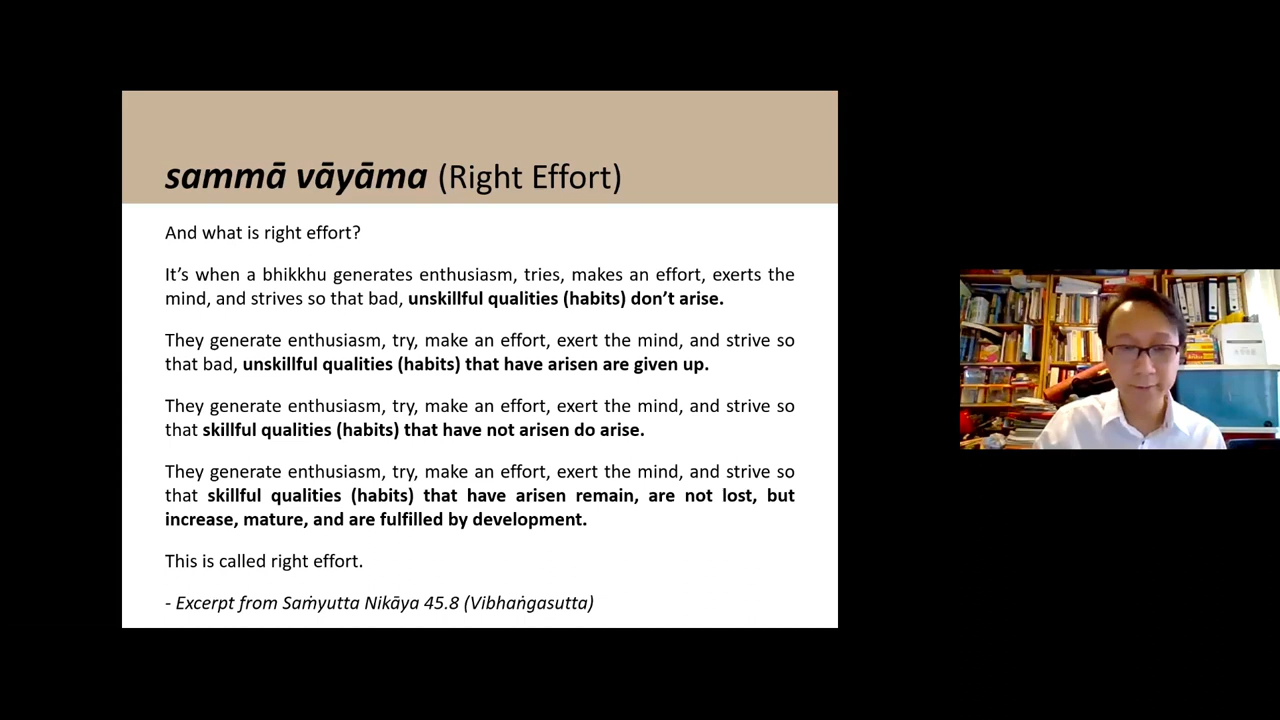 sammā vāyāma (Right Effort)
And what is right effort?
It's when a bhikkhu generates enthusiasm, tries, makes an effort, exerts the
mind, and strives so that bad, unskillful qualities (habits) don't arise.
They generate enthusiasm, try, make an effort, exert the mind, and strive so
that bad, unskillful qualities (habits) that have arisen are given up.
They generate enthusiasm, try, make an effort, exert the mind, and strive so
that skillful qualities (habits) that have not arisen do arise.
They generate enthusiasm, try, make an effort, exert the mind, and strive so
that skillful qualities (habits) that have arisen remain, are not lost, but
increase, mature, and are fulfilled by development.
This is called right effort.
- Excerpt from Saṁyutta Nikāya 45.8 (Vibhaṅgasutta)